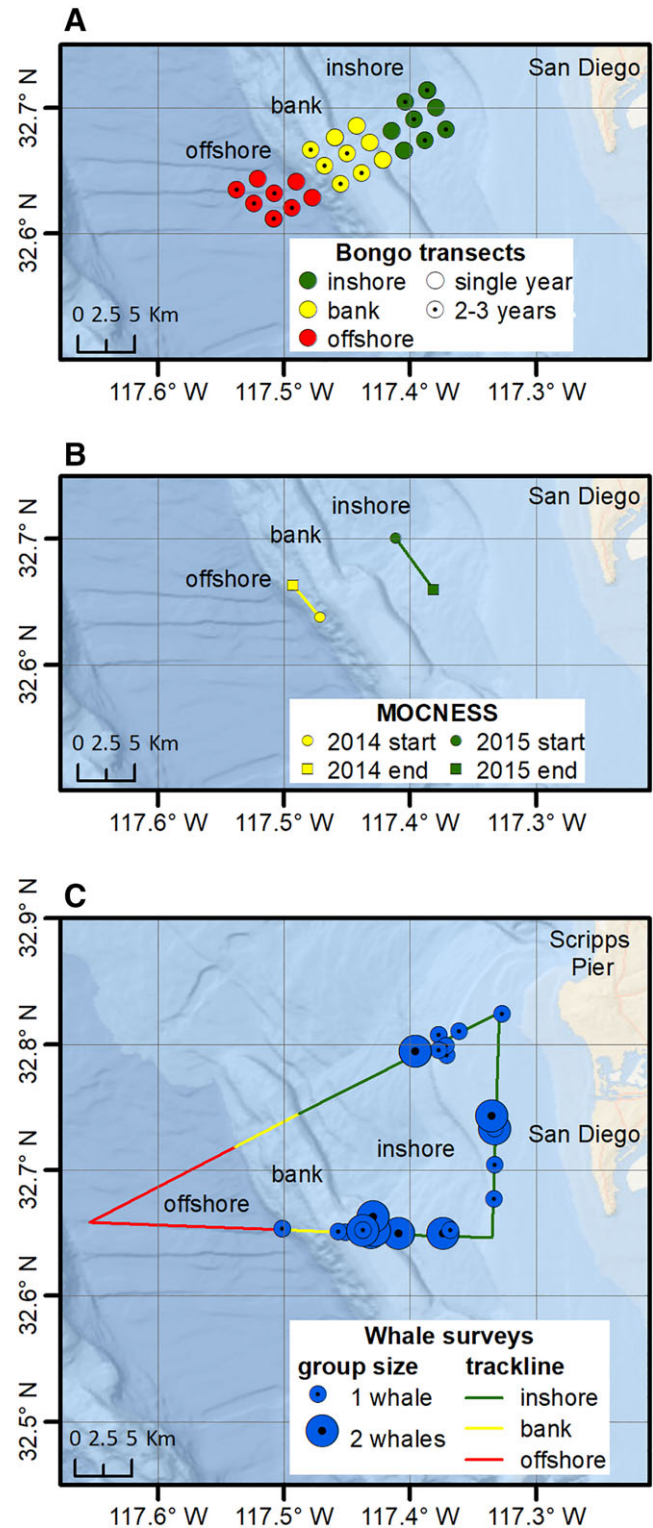 A
32.7° N
32.6° N
inshore
San Diego
bank
offshore
Bongo transects
inshore
single year
bank
2-3 years
offshore
0 2.5 5 Km
117.6° W
117.5° W
117.4° W
117.3° W
B
32.7° N
32.6° N
inshore
San Diego
bank
offshore
MOCNESS
2014 start
2015 start
2014 end
2015 end
0 2.5 5 Km
117.6° W
117.5° W
117.4° W
117.3° W
C
32.9° N
32.8° N
32.7° N
32.6° N
32.5° N
Scripps
Pier
San Diego
inshore
bank
offshore
Whale surveys
group size
trackline
1 whale
inshore
2 whales
bank
offshore
0 2.5 5 Km
117.6° W
117.5° W
117.4° W
117.3° W